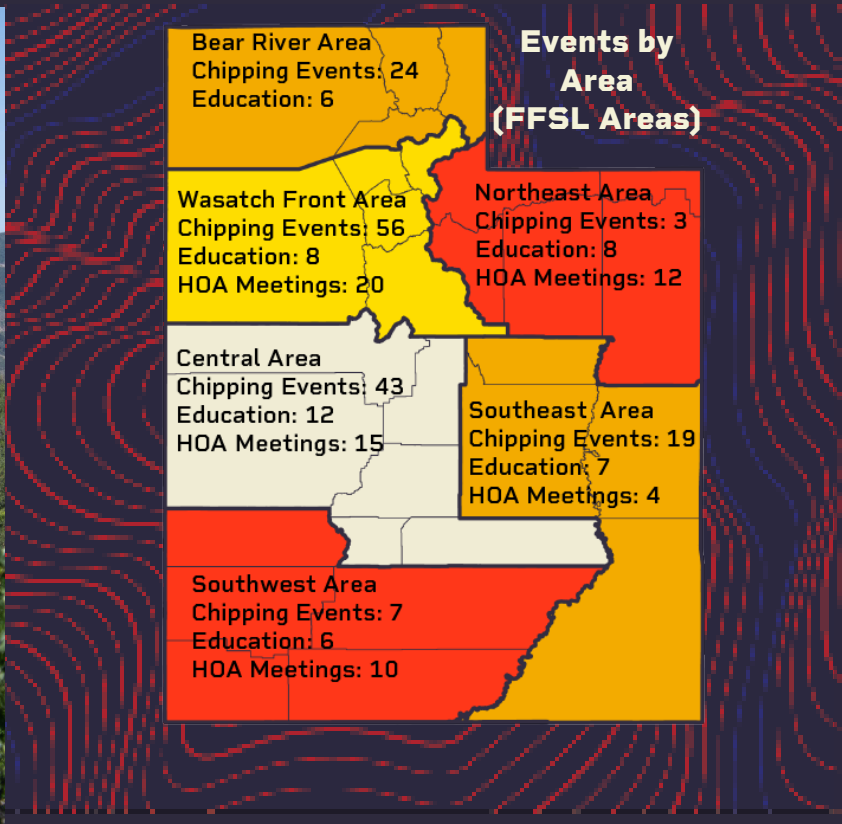 Events by
Area
(FFSL Areas)
Bear River Area
Chipping Events: 24
Education: 6
Wasatch Front Area
Chipping Events: 56
Education: 8
HOA Meetings: 20
Northeast Area
Chipping Events: 3
Education: 8
HOA Meetings: 12
Central Area
Chipping Events: 43
Education: 12
HOA Meetings: 15
Southeast Area
Chipping Events: 19
Education: 7
HOA Meetings: 4
Southwest Area
Chipping Events: 7
Education: 6
HOA Meetings: 10